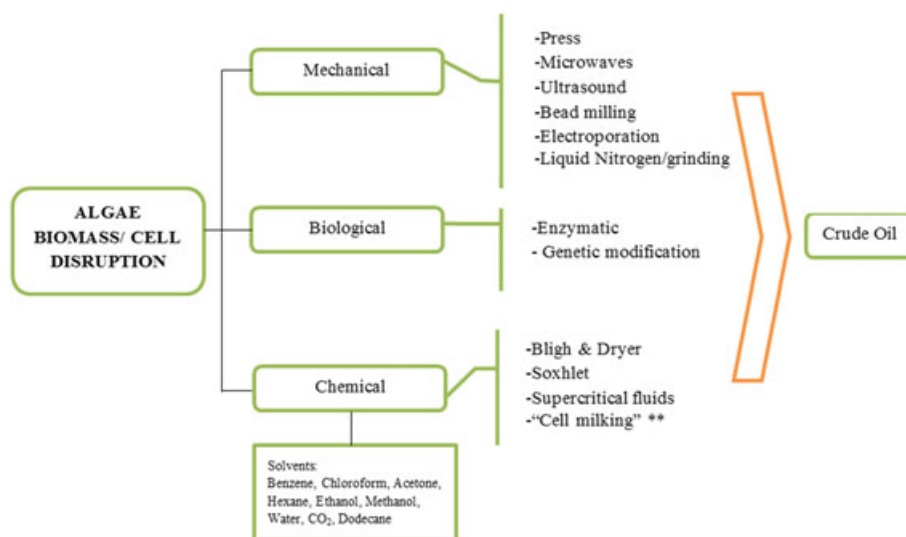 ALGAE
BIOMASS/ CELL
DISRUPTION
Mechanical
-Press
-Microwaves
-Ultrasound
-Bead milling
-Electroporation
-Liquid Nitrogen/grinding
Biological
-Enzymatic
- Genetic modification
Chemical
-Bligh & Dryer
-Soxhlet
-Supercritical fluids
-“Cell milking” **
Solvents:
Benzene, Chloroform, Acetone,
Hexane, Ethanol, Methanol,
Water, CO₂, Dodecane
Crude Oil